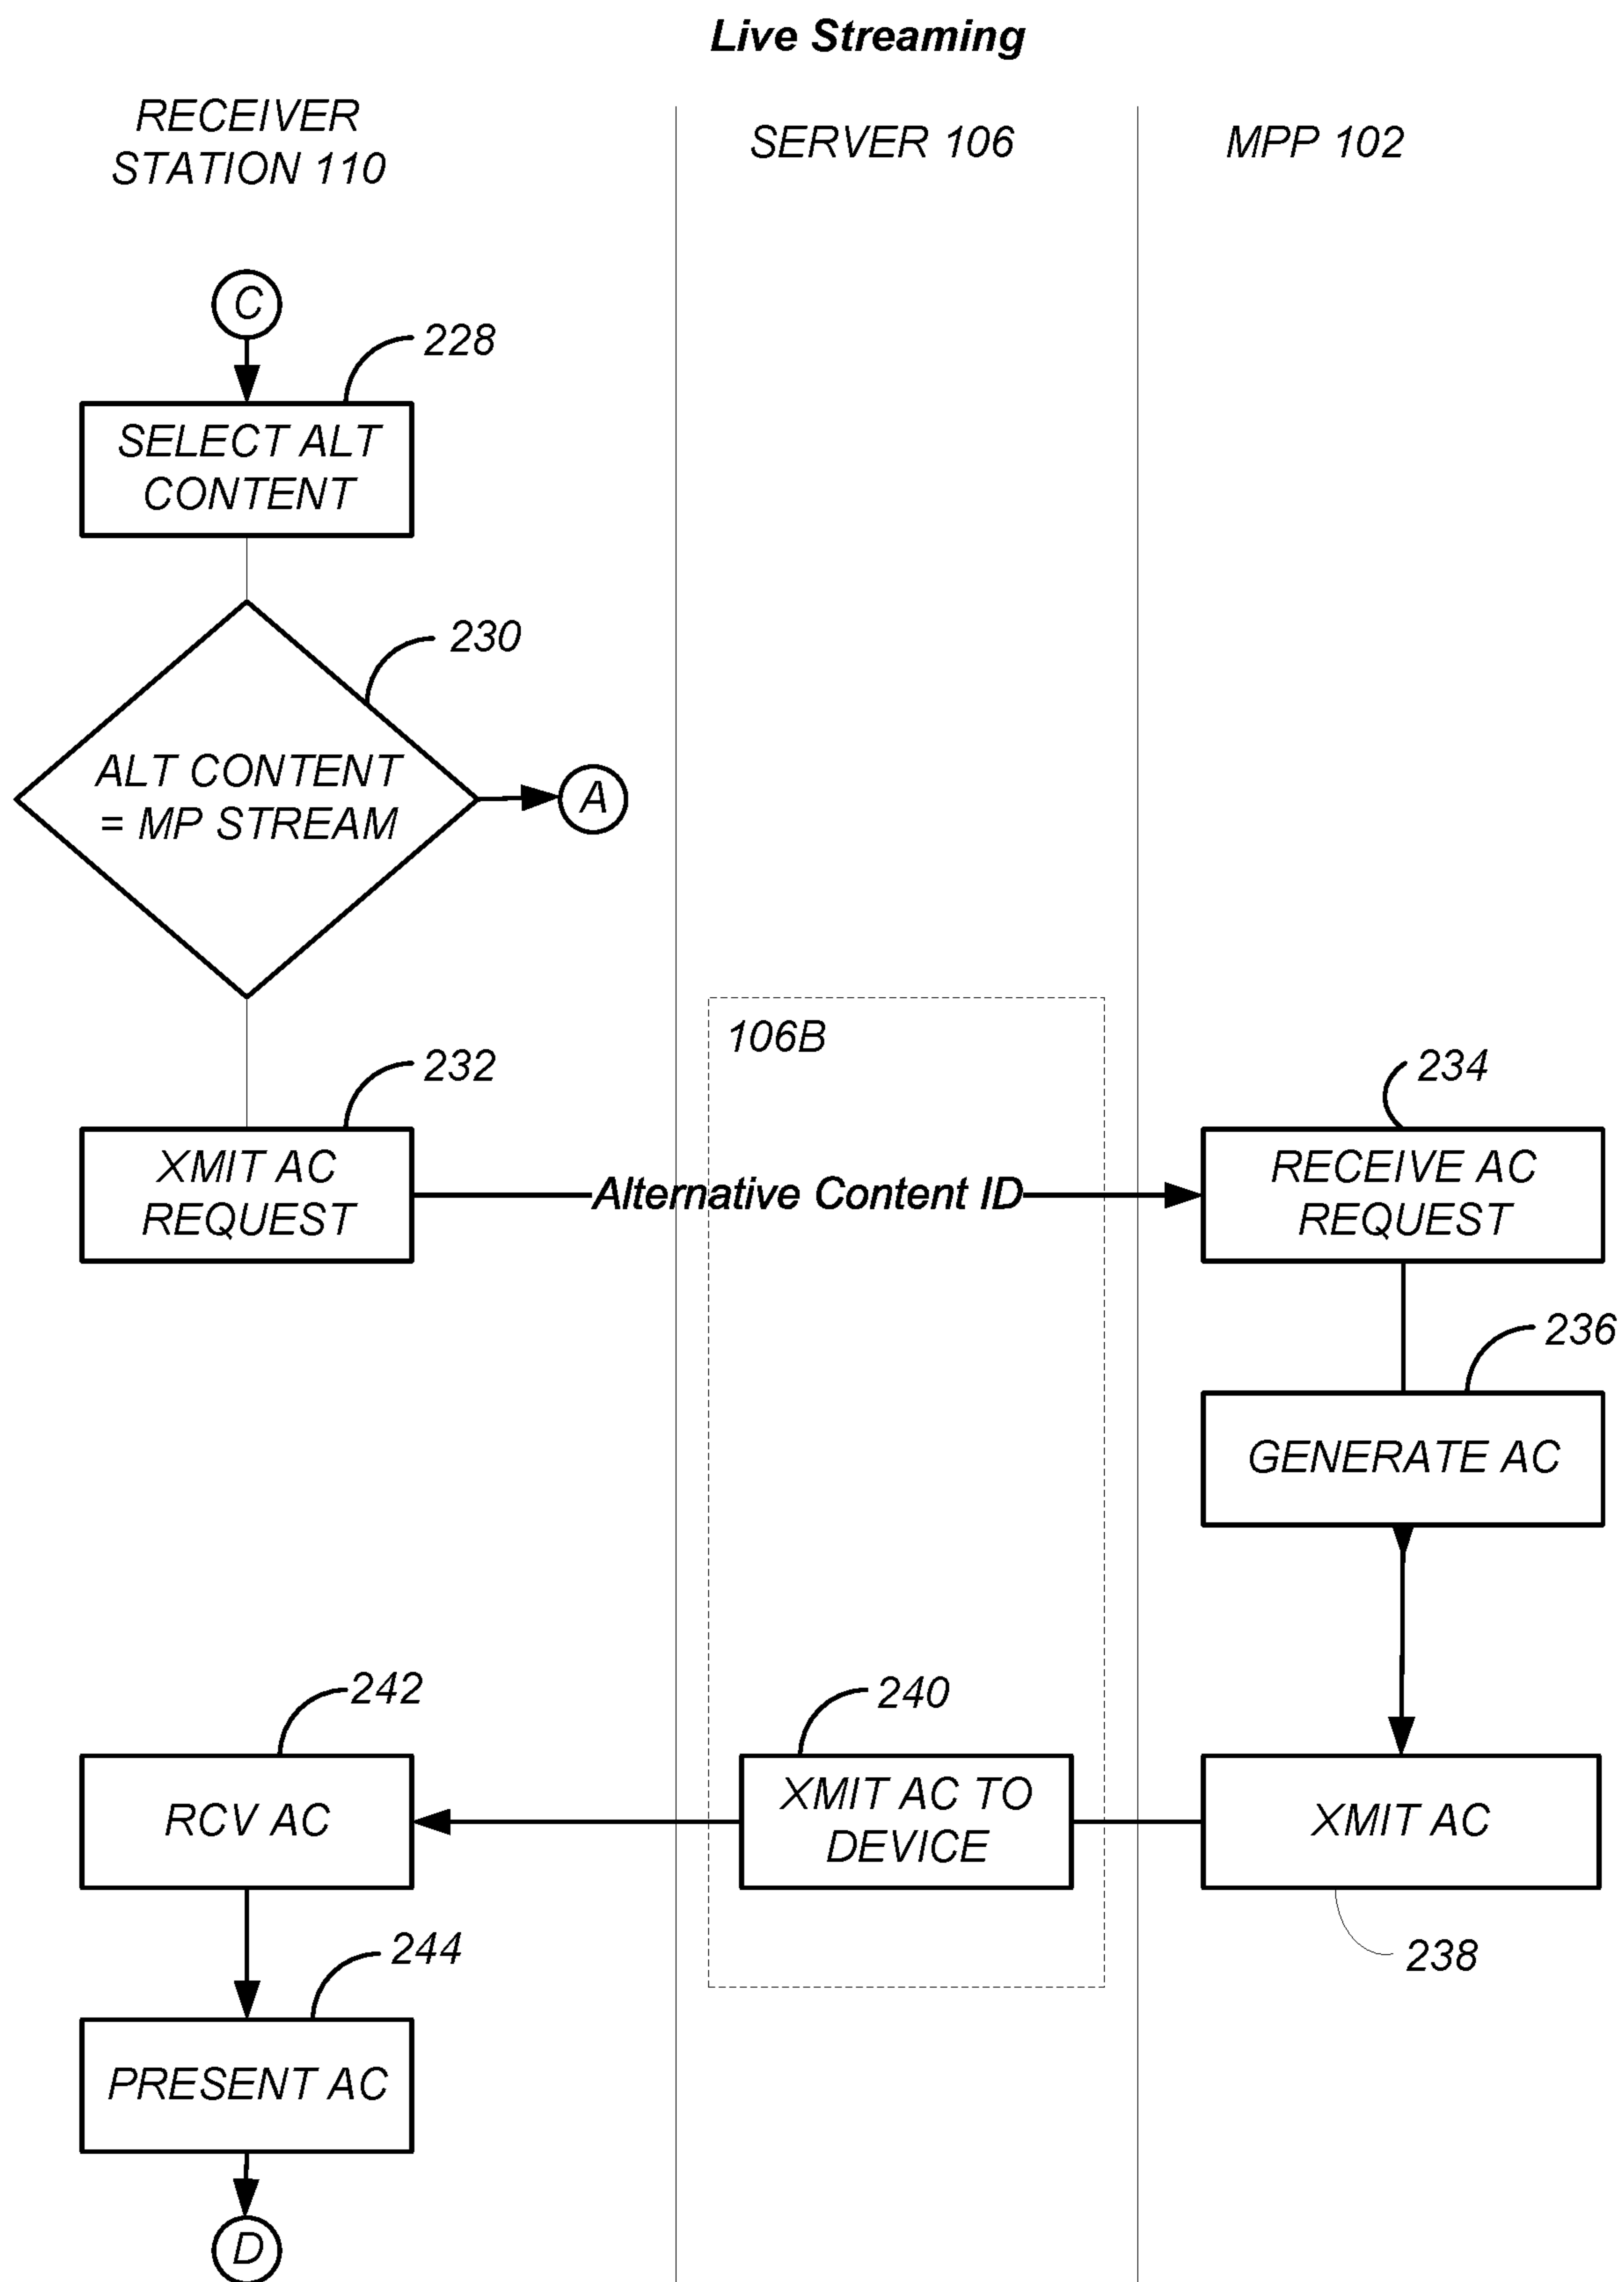 Live Streaming
RECEIVER
STATION 110
SERVER 106
MPP 102
C
228
SELECT ALT
CONTENT
230
ALT CONTENT
= MP STREAM
A
106B
232
234
XMIT AC
REQUEST
Alternative Content ID
RECEIVE AC
REQUEST
236
GENERATE AC
242
240
RCV AC
XMIT AC TO
DEVICE
XMIT AC
244
238
PRESENT AC
D